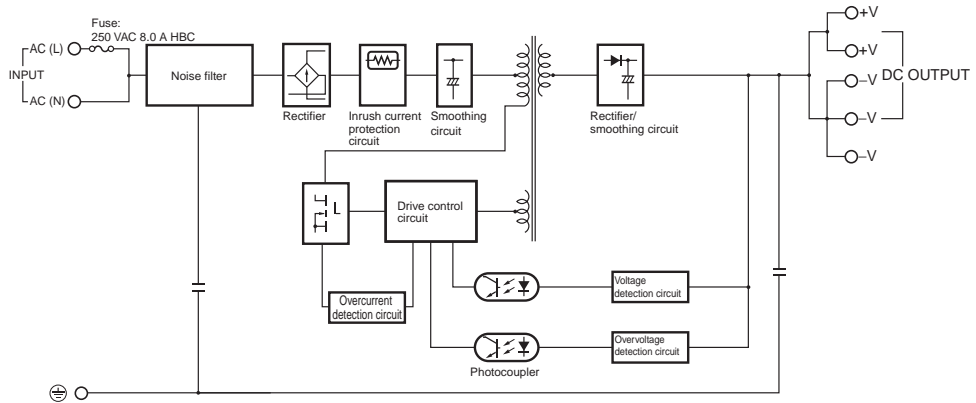 Fuse:
250 VAC 8.0 A HBC
AC (L)
INPUT
AC (N)
Noise filter
Rectifier
Inrush current
protection
circuit
Smoothing
circuit
Rectifier/
smoothing circuit
+V
+V
−V
DC OUTPUT
−V
−V
Drive control
circuit
Overcurrent
detection circuit
Voltage
detection circuit
Overvoltage
detection circuit
Photocoupler